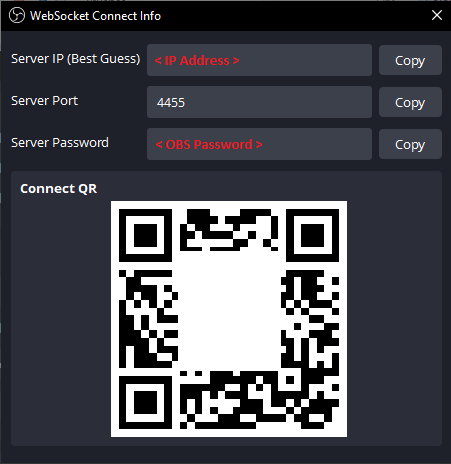 WebSocket Connect Info
Server IP (Best Guess) < IP Address > Copy
Server Port 4455 Copy
Server Password < OBS Password > Copy
Connect QR